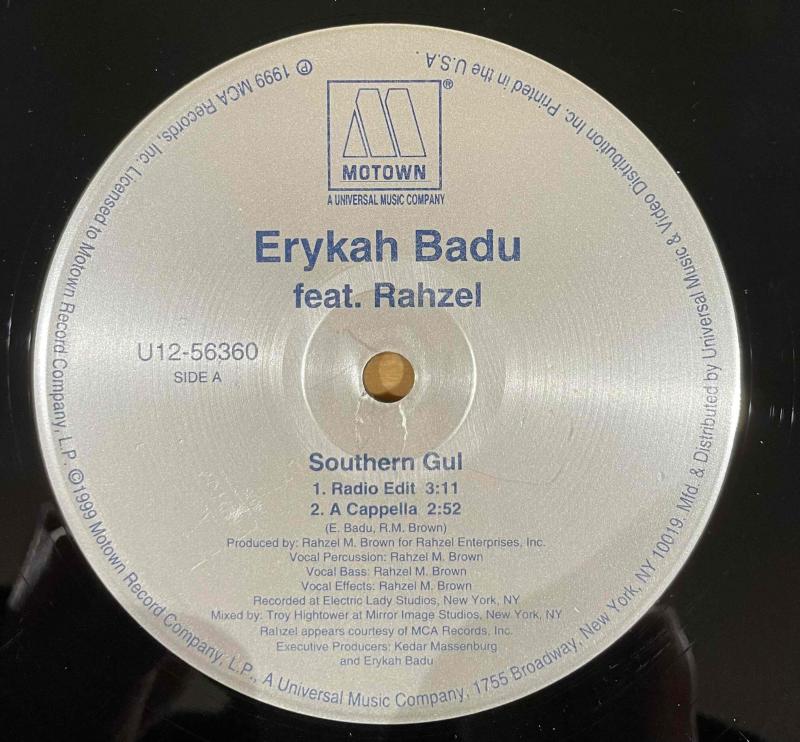 MOTOWN
®
A UNIVERSAL MUSIC COMPANY
Erykah Badu
feat. Rahzel
U12-56360
SIDE A
Southern Gul
1. Radio Edit 3:11
2. A Cappella 2:52
(E. Badu, R.M. Brown)
Produced by: Rahzel M. Brown for Rahzel Enterprises, Inc.
Vocal Percussion: Rahzel M. Brown
Vocal Bass: Rahzel M. Brown
Vocal Effects: Rahzel M. Brown
Recorded at Electric Lady Studios, New York, NY
Mixed by: Troy Hightower at Mirror Image Studios, New York, NY
Rahzel appears courtesy of MCA Records, Inc.
Executive Producers: Kedar Massenburg
and Erykah Badu
℗ 1999 MCA Records, Inc. Licensed to Motown Record Company, L.P. ©1999 Motown Record Company, L.P., A Universal Music Company, 1755 Broadway, New York, NY 10019. Mfd. & Distributed by Universal Music & Video Distribution Inc. Printed in the U.S.A.